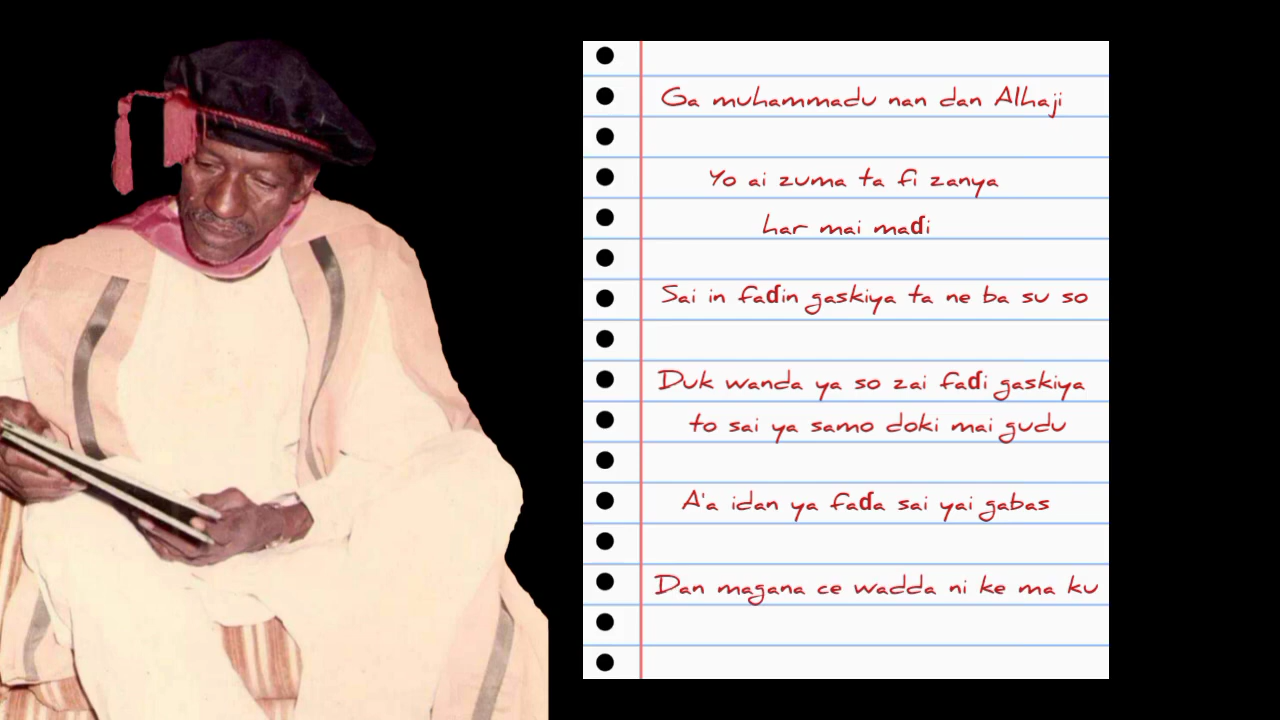 Ga muhammadu nan dan Alhaji
Yo ai zuma ta fi zanya
har mai maɗi
Sai in faɗin gaskiya ta ne ba su so
Duk wanda ya so zai faɗi gaskiya
to sai ya samo doki mai gudu
A'a idan ya faɗa sai yai gabas
Dan magana ce wadda ni ke ma ku